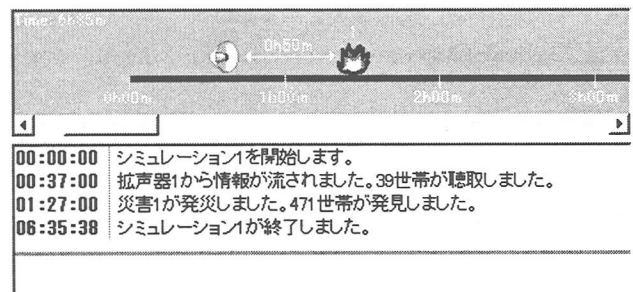 Time: 6h35m
1
0h50m
0h00m 1h00m 2h00m 3h00m
00:00:00 シミュレーション1を開始します。
00:37:00 拡声器1から情報が流されました。39世帯が聴取しました。
01:27:00 災害1が発災しました。471世帯が発見しました。
06:35:38 シミュレーション1が終了しました。